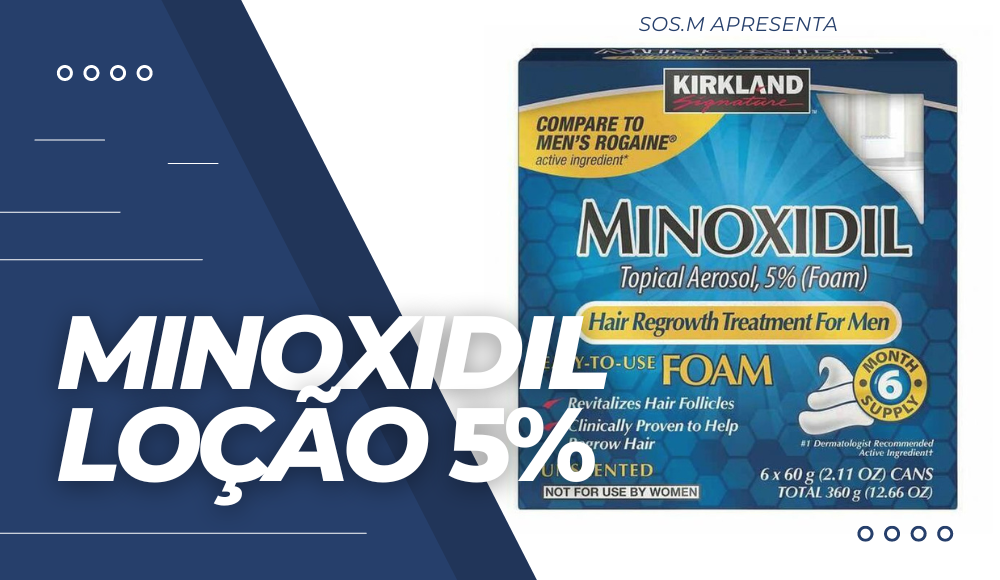 SOS.M APRESENTA
KIRKLAND
Signature
COMPARE TO
MEN'S ROGAINE®
active ingredient*
MINOXIDIL
Topical Aerosol, 5% (Foam)
Hair Regrowth Treatment For Men
-TO-USE FOAM
MONTH
6
SUPPLY
Revitalizes Hair Follicles
Clinically Proven to Help
Regrow Hair
#1 Dermatologist Recommended
Active Ingredient†
UNSCENTED
6 x 60 g (2.11 OZ) CANS
NOT FOR USE BY WOMEN
TOTAL 360 g (12.66 OZ)
MINOXIDIL
LOÇÃO 5%